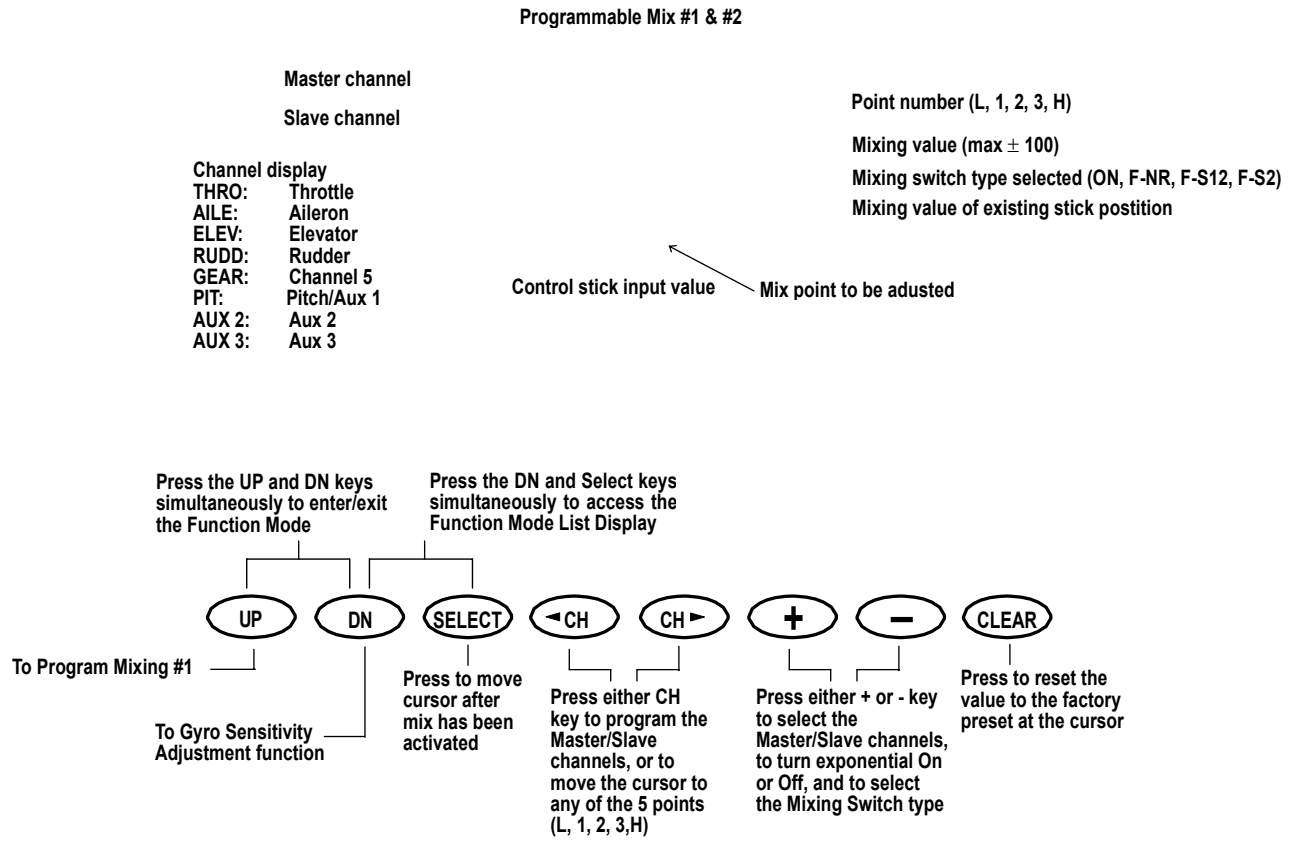 Programmable Mix #1 & #2
Master channel
Slave channel
Channel display
THRO: Throttle
AILE: Aileron
ELEV: Elevator
RUDD: Rudder
GEAR: Channel 5
PIT: Pitch/Aux 1
AUX 2: Aux 2
AUX 3: Aux 3
Point number (L, 1, 2, 3, H)
Mixing value (max ± 100)
Mixing switch type selected (ON, F-NR, F-S12, F-S2)
Mixing value of existing stick postition
Control stick input value
Mix point to be adusted
Press the UP and DN keys
simultaneously to enter/exit
the Function Mode
Press the DN and Select keys
simultaneously to access the
Function Mode List Display
UP
DN
SELECT
◄CH
CH►
+
−
CLEAR
To Program Mixing #1
To Gyro Sensitivity
Adjustment function
Press to move
cursor after
mix has been
activated
Press either CH
key to program the
Master/Slave
channels, or to
move the cursor to
any of the 5 points
(L, 1, 2, 3,H)
Press either + or - key
to select the
Master/Slave channels,
to turn exponential On
or Off, and to select
the Mixing Switch type
Press to reset the
value to the factory
preset at the cursor